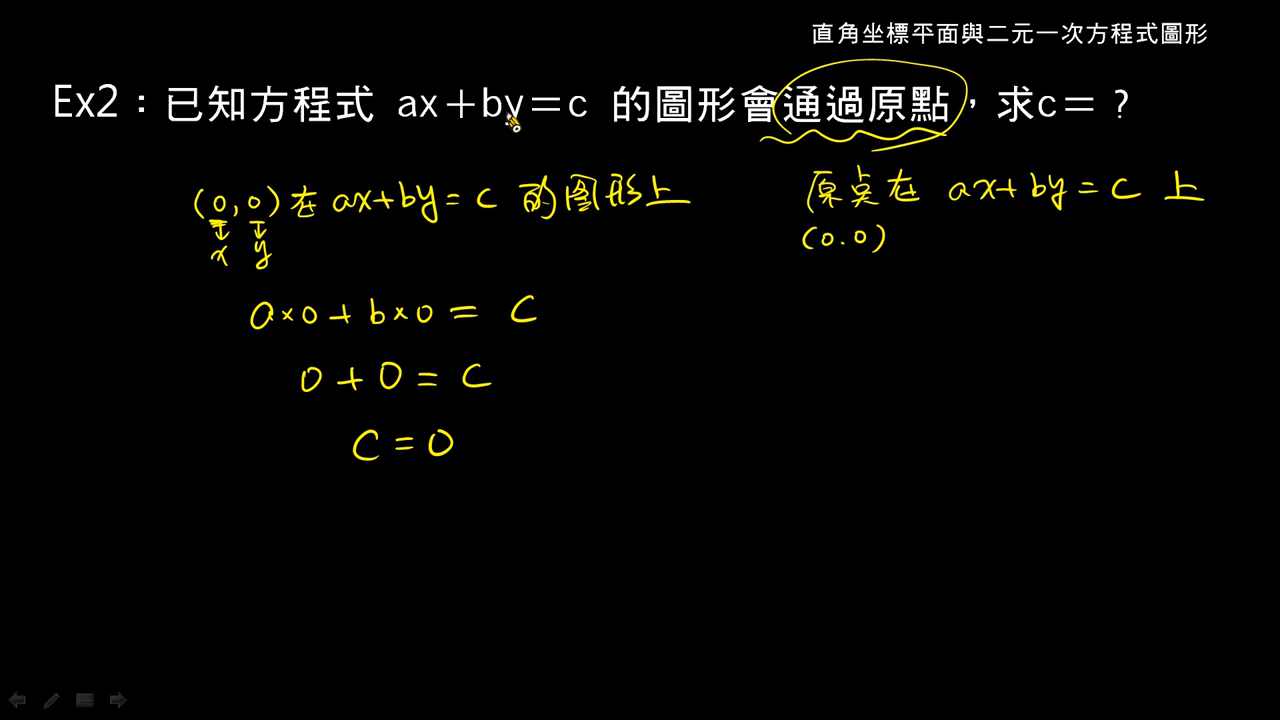 直角坐標平面與二元一次方程式圖形
Ex2：已知方程式 ax＋by＝c 的圖形會通過原點，求c＝？
(0,0)在 ax+by=c 的圖形上
x y
a×0+b×0=c
0+0=c
c=0
原点在 ax+by=c 上
(0.0)